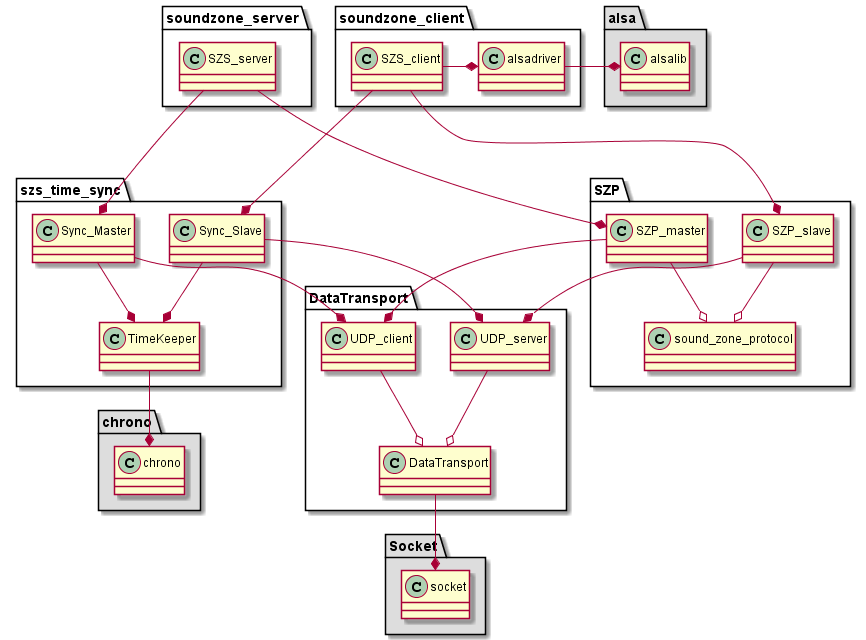 soundzone_server
soundzone_client
alsa
C SZS_server
C SZS_client
C alsadriver
C alsalib
szs_time_sync
SZP
C Sync_Master
C Sync_Slave
C SZP_master
C SZP_slave
DataTransport
C TimeKeeper
C UDP_client
C UDP_server
C sound_zone_protocol
chrono
C chrono
C DataTransport
Socket
C socket